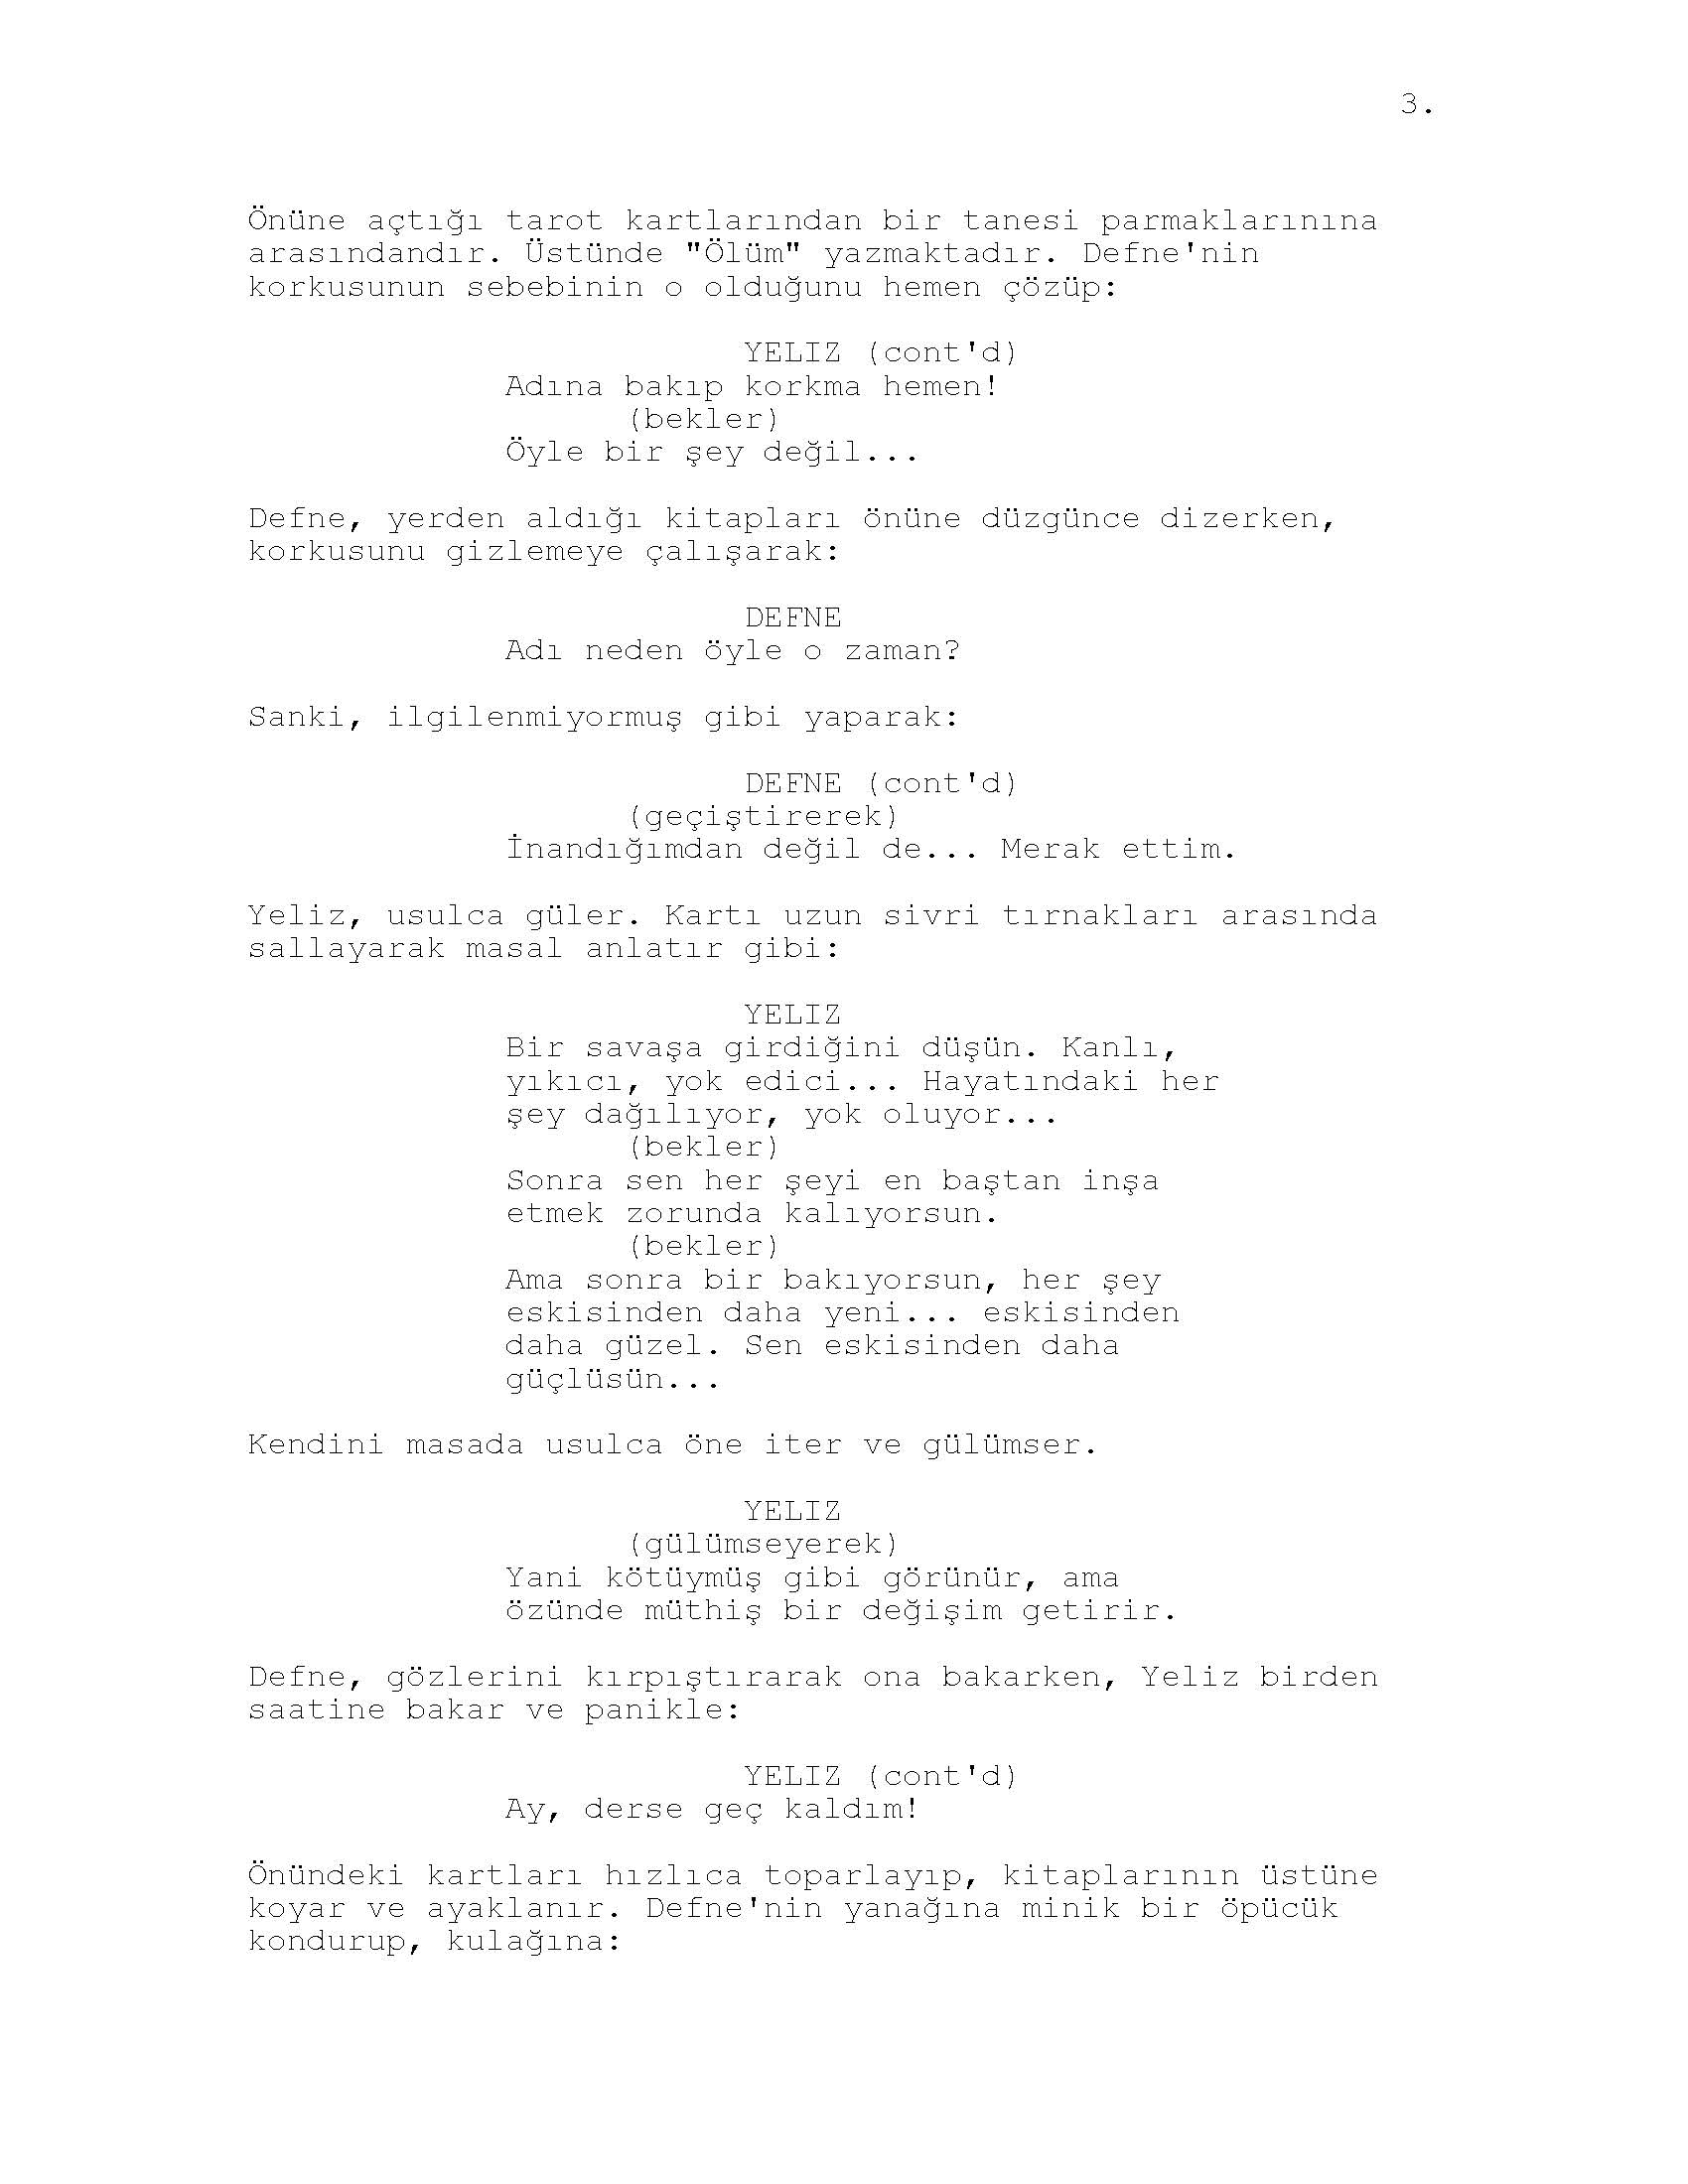 3.
Önüne açtığı tarot kartlarından bir tanesi parmaklarınına
arasındandır. Üstünde "Ölüm" yazmaktadır. Defne'nin
korkusunun sebebinin o olduğunu hemen çözüp:
YELIZ (cont'd)
Adına bakıp korkma hemen!
(bekler)
Öyle bir şey değil...
Defne, yerden aldığı kitapları önüne düzgünce dizerken,
korkusunu gizlemeye çalışarak:
DEFNE
Adı neden öyle o zaman?
Sanki, ilgilenmiyormuş gibi yaparak:
DEFNE (cont'd)
(geçiştirerek)
İnandığımdan değil de... Merak ettim.
Yeliz, usulca güler. Kartı uzun sivri tırnakları arasında
sallayarak masal anlatır gibi:
YELIZ
Bir savaşa girdiğini düşün. Kanlı,
yıkıcı, yok edici... Hayatındaki her
şey dağılıyor, yok oluyor...
(bekler)
Sonra sen her şeyi en baştan inşa
etmek zorunda kalıyorsun.
(bekler)
Ama sonra bir bakıyorsun, her şey
eskisinden daha yeni... eskisinden
daha güzel. Sen eskisinden daha
güçlüsün...
Kendini masada usulca öne iter ve gülümser.
YELIZ
(gülümseyerek)
Yani kötüymüş gibi görünür, ama
özünde müthiş bir değişim getirir.
Defne, gözlerini kırpıştırarak ona bakarken, Yeliz birden
saatine bakar ve panikle:
YELIZ (cont'd)
Ay, derse geç kaldım!
Önündeki kartları hızlıca toparlayıp, kitaplarının üstüne
koyar ve ayaklanır. Defne'nin yanağına minik bir öpücük
kondurup, kulağına: